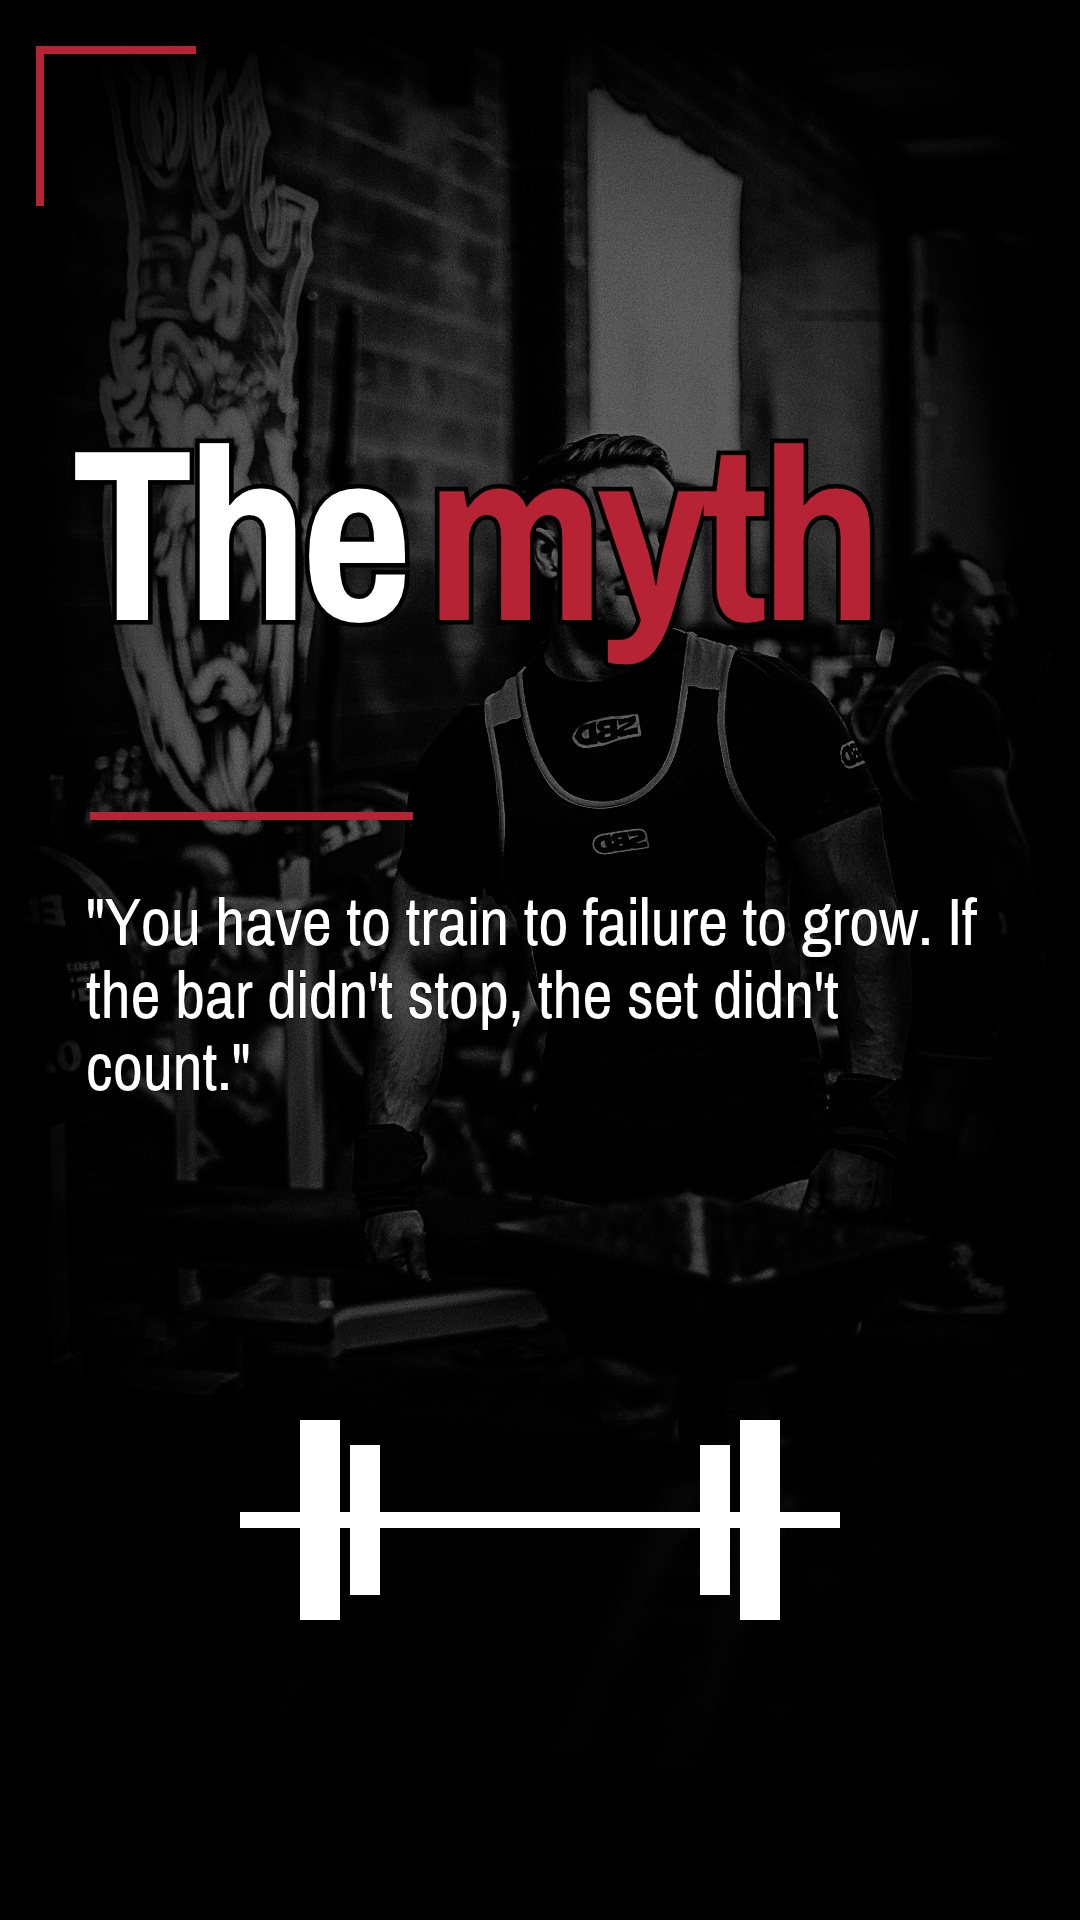 The myth
"You have to train to failure to grow. If
the bar didn't stop, the set didn't
count."